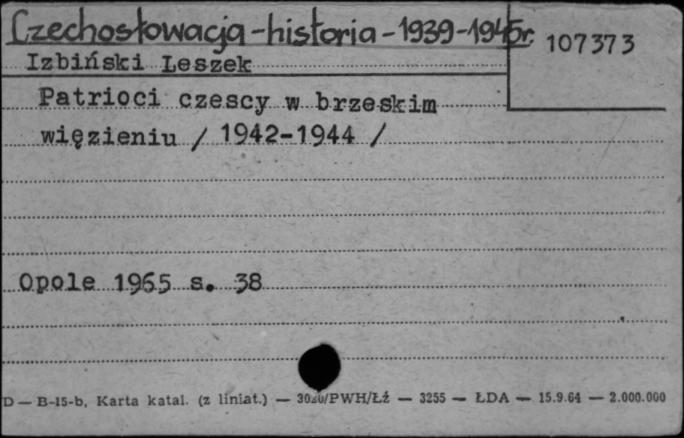 Czechosłowacja-historia-1939-1945r.
107373
Izbiński Leszek
Patrioci czescy w brzeskim
więzieniu / 1942-1944 /
Opole 1965 s. 38
D — B-15-b, Karta katal. (z liniat.) — /PWH/Łź — 3255 — ŁDA — 15.9.64 — 2.000.000